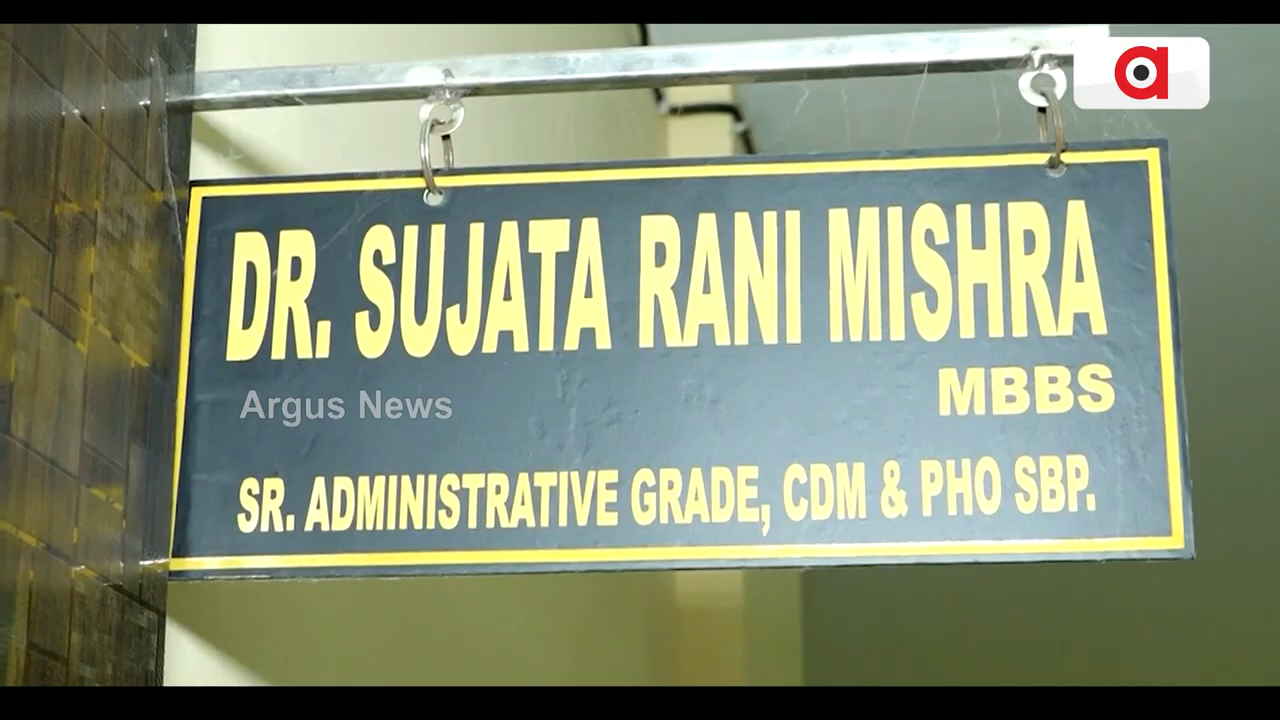 a
DR. SUJATA RANI MISHRA
MBBS
Argus News
SR. ADMINISTRATIVE GRADE, CDM & PHO SBP.